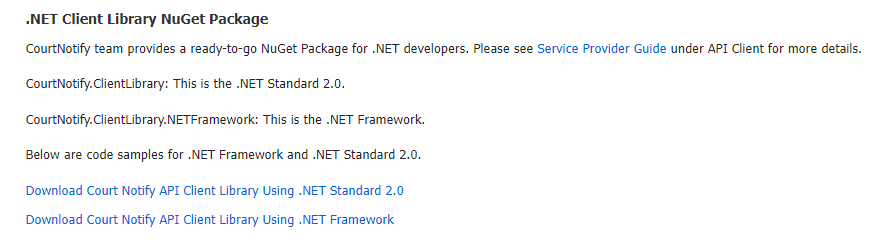 .NET Client Library NuGet Package
CourtNotify team provides a ready-to-go NuGet Package for .NET developers. Please see Service Provider Guide under API Client for more details.
CourtNotify.ClientLibrary: This is the .NET Standard 2.0.
CourtNotify.ClientLibrary.NETFramework: This is the .NET Framework.
Below are code samples for .NET Framework and .NET Standard 2.0.
Download Court Notify API Client Library Using .NET Standard 2.0
Download Court Notify API Client Library Using .NET Framework